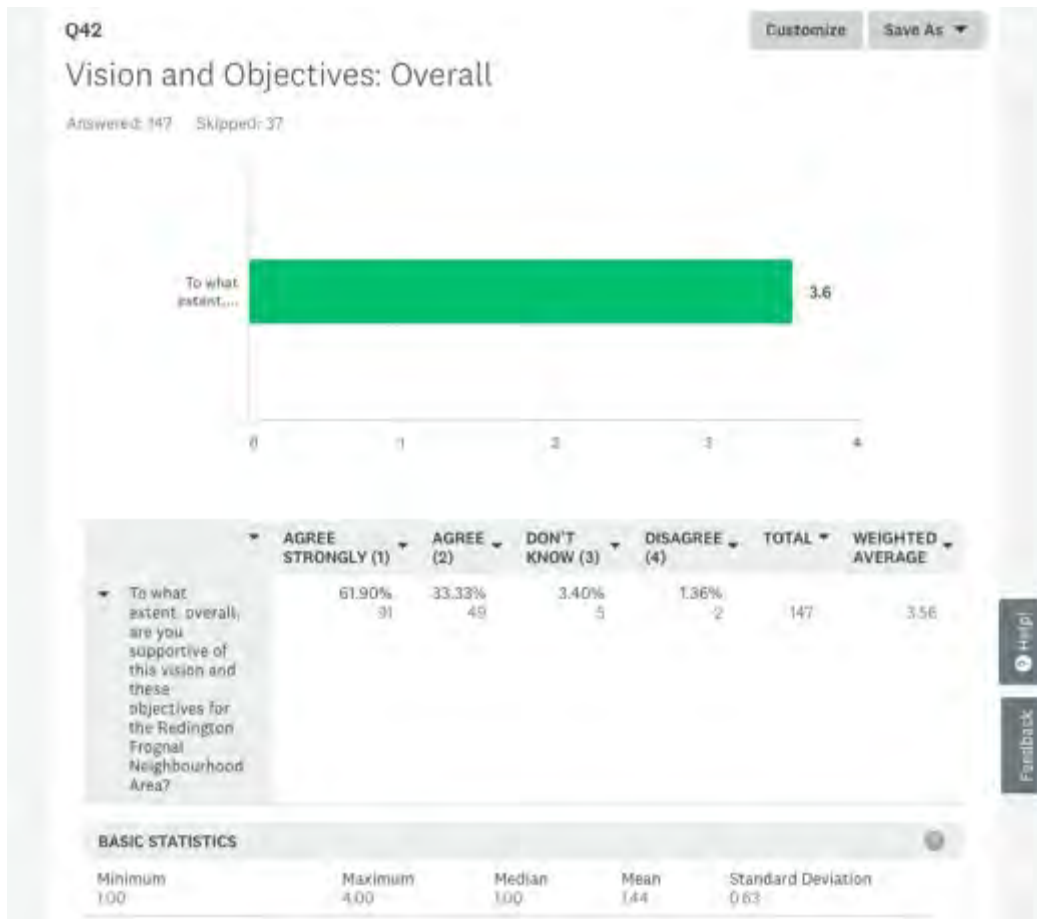 Q42
Customize
Save As
Vision and Objectives: Overall
Answered: 147 Skipped: 37
To what
extent,...
3.6
0 1 2 3 4
AGREE STRONGLY (1) AGREE (2) DON'T KNOW (3) DISAGREE (4) TOTAL WEIGHTED AVERAGE
61.90% 33.33% 3.40% 1.36%
91 49 5 2 147 3.56
To what
extent, overall,
are you
supportive of
this vision and
these
objectives for
the Redington
Frognal
Neighbourhood
Area?
BASIC STATISTICS
Minimum Maximum Median Mean Standard Deviation
1.00 4.00 1.00 1.44 0.63
Help!
Feedback